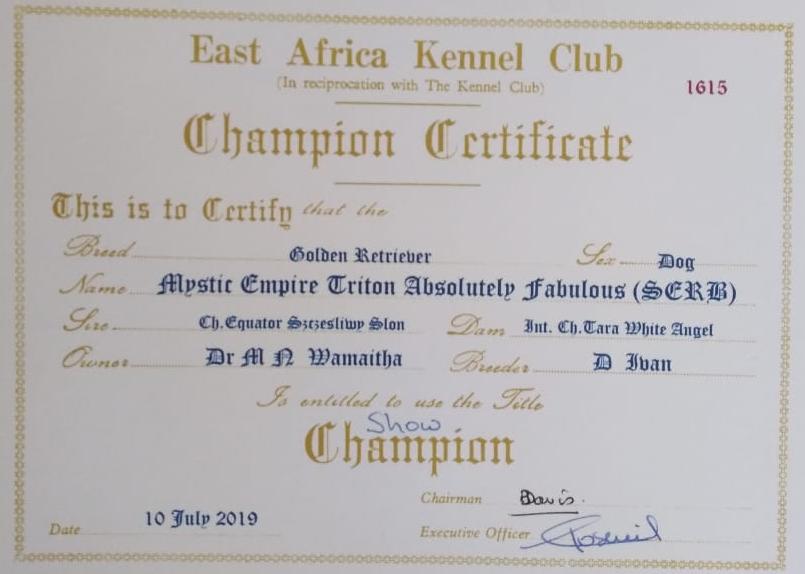 East Africa Kennel Club
(In reciprocation with The Kennel Club)
1615
Champion Certificate
This is to Certify that the
Breed Golden Retriever Sex Dog
Name Mystic Empire Triton Absolutely Fabulous (SERB)
Sire Ch.Equator Szczesliwy Slon Dam Int. Ch.Tara White Angel
Owner Dr M N Wamaitha Breeder D Ivan
Is entitled to use the Title
Show
Champion
Chairman Davis.
Date 10 July 2019
Executive Officer